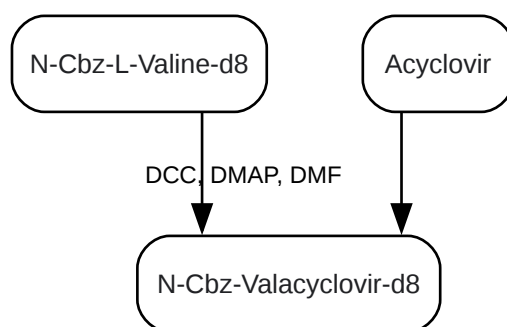 N-Cbz-L-Valine-d8
Acyclovir
DCC, DMAP, DMF
N-Cbz-Valacyclovir-d8